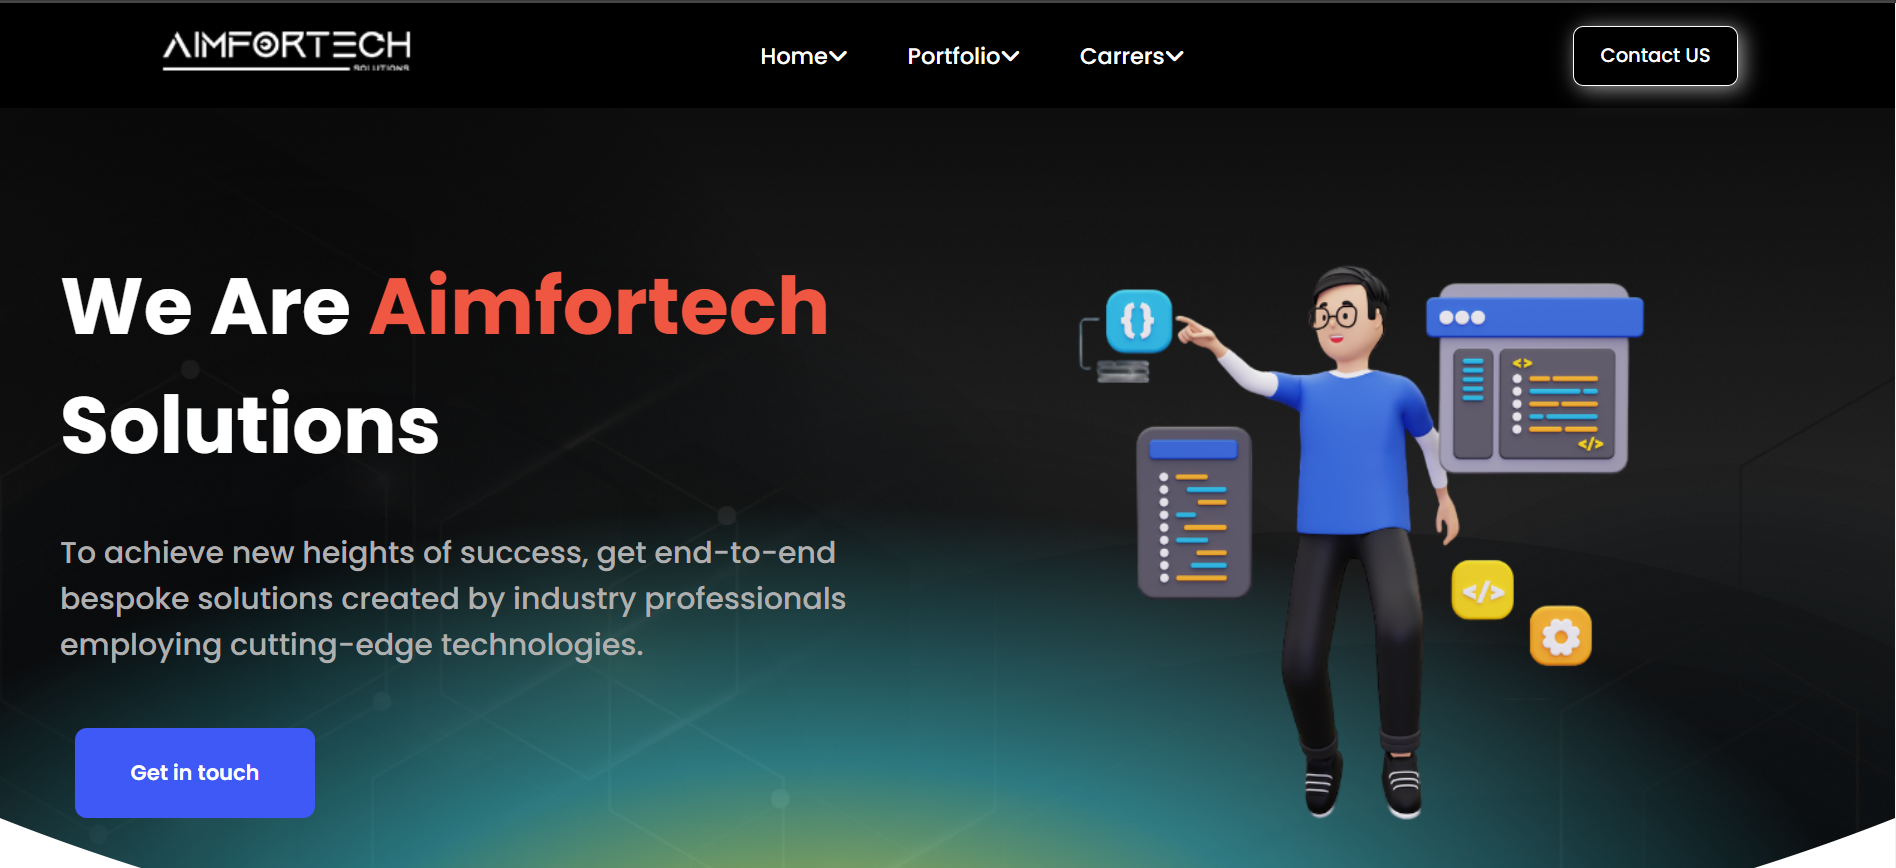 AIMFORTECH
SOLUTIONS
Home
Portfolio
Carrers
Contact US
We Are Aimfortech
Solutions
To achieve new heights of success, get end-to-end
bespoke solutions created by industry professionals
employing cutting-edge technologies.
Get in touch
{}
<>
</>
</>